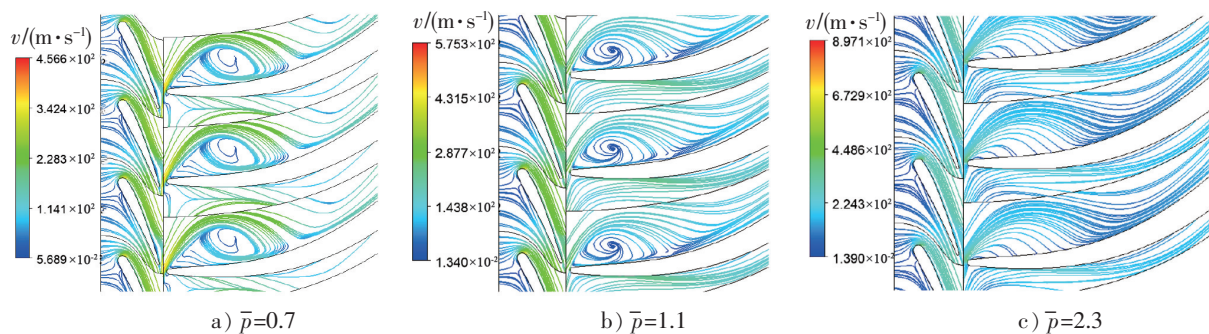 v/(m·s⁻¹)
4.566×10²
3.424×10²
2.283×10²
1.141×10²
5.689×10⁻²
a) p̅=0.7
v/(m·s⁻¹)
5.753×10²
4.315×10²
2.877×10²
1.438×10²
1.340×10⁻²
b) p̅=1.1
v/(m·s⁻¹)
8.971×10²
6.729×10²
4.486×10²
2.243×10²
1.390×10⁻²
c) p̅=2.3